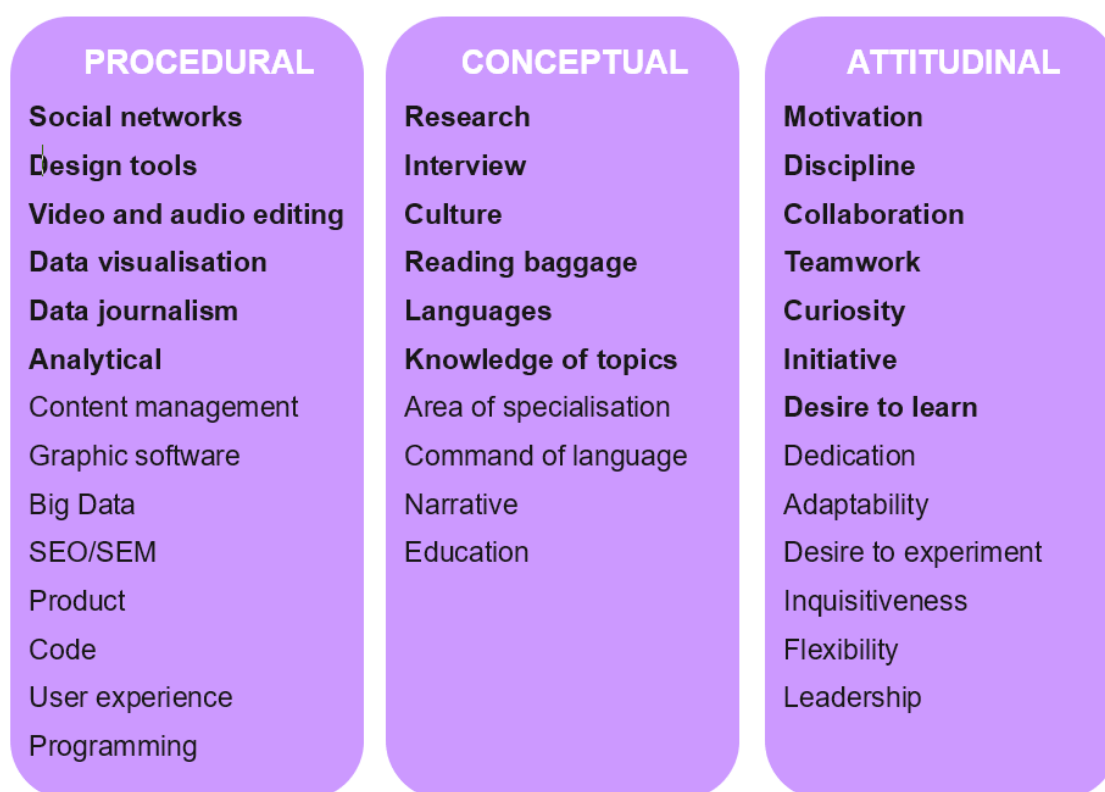 PROCEDURAL
Social networks
Design tools
Video and audio editing
Data visualisation
Data journalism
Analytical
Content management
Graphic software
Big Data
SEO/SEM
Product
Code
User experience
Programming
CONCEPTUAL
Research
Interview
Culture
Reading baggage
Languages
Knowledge of topics
Area of specialisation
Command of language
Narrative
Education
ATTITUDINAL
Motivation
Discipline
Collaboration
Teamwork
Curiosity
Initiative
Desire to learn
Dedication
Adaptability
Desire to experiment
Inquisitiveness
Flexibility
Leadership